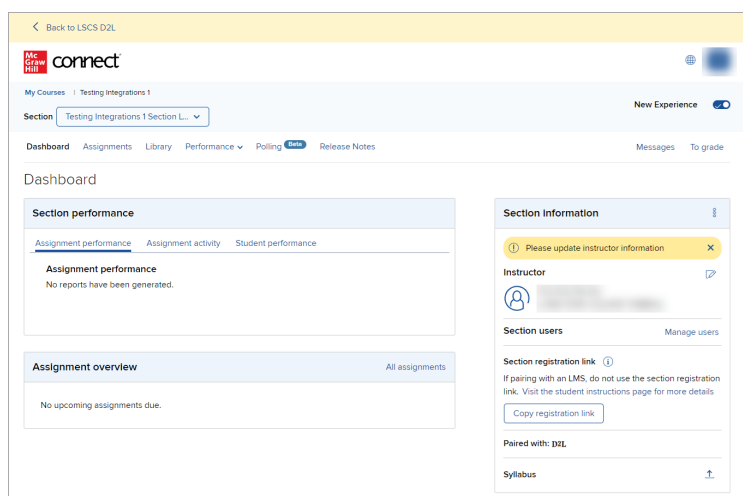 Back to LSCS D2L
Mc
Graw
Hill
connect
My Courses | Testing Integrations 1
Section Testing Integrations 1 Section L...
New Experience
Dashboard Assignments Library Performance Polling Beta Release Notes Messages To grade
Dashboard
Section performance
Assignment performance Assignment activity Student performance
Assignment performance
No reports have been generated.
Assignment overview All assignments
No upcoming assignments due.
Section information
Please update instructor information
Instructor
Section users Manage users
Section registration link
If pairing with an LMS, do not use the section registration
link. Visit the student instructions page for more details
Copy registration link
Paired with: D2L
Syllabus